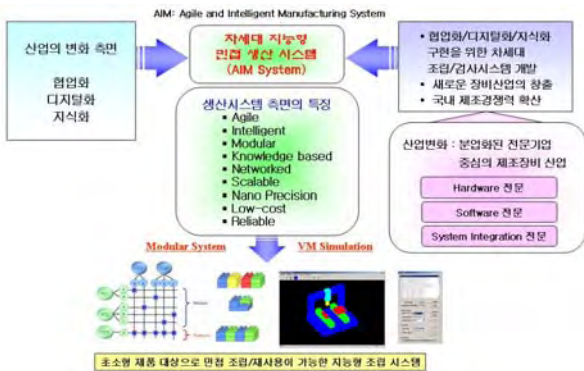 AIM: Agile and Intelligent Manufacturing System
산업의 변화 측면
협업화
디지털화
지식화
차세대 지능형
민첩 생산 시스템
(AIM System)
• 협업화/디지털화/지식화
구현을 위한 차세대
조립/검사시스템 개발
• 새로운 장비산업의 창출
• 국내 제조경쟁력 확산
생산시스템 측면의 특징
• Agile
• Intelligent
• Modular
• Knowledge based
• Networked
• Scalable
• Nano Precision
• Low-cost
• Reliable
산업변화 : 분업화된 전문기업
중심의 제조장비 산업
Hardware 전문
Software 전문
System Integration 전문
Modular System
VM Simulation
초소형 제품 대상으로 민첩 조립/재사용이 가능한 지능형 조립 시스템